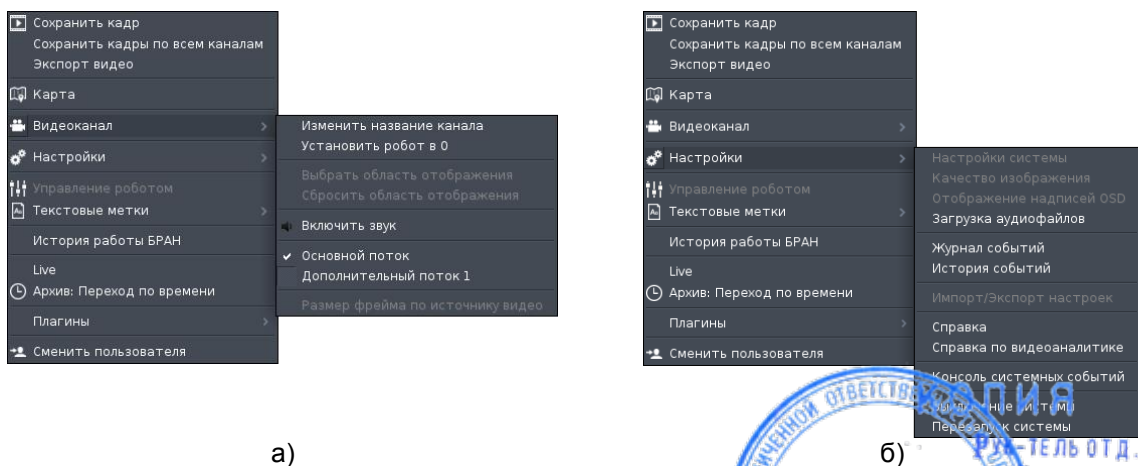 Сохранить кадр
Сохранить кадры по всем каналам
Экспорт видео
Карта
Видеоканал
Настройки
Управление роботом
Текстовые метки
История работы БРАН
Live
Архив: Переход по времени
Плагины
Сменить пользователя
Изменить название канала
Установить робот в 0
Выбрать область отображения
Сбросить область отображения
Включить звук
Основной поток
Дополнительный поток 1
Размер фрейма по источнику видео
а)
Сохранить кадр
Сохранить кадры по всем каналам
Экспорт видео
Карта
Видеоканал
Настройки
Управление роботом
Текстовые метки
История работы БРАН
Live
Архив: Переход по времени
Плагины
Сменить пользователя
Настройки системы
Качество изображения
Отображение надписей OSD
Загрузка аудиофайлов
Журнал событий
История событий
Импорт/Экспорт настроек
Справка
Справка по видеоаналитике
Консоль системных событий
Перезапуск системы
б)